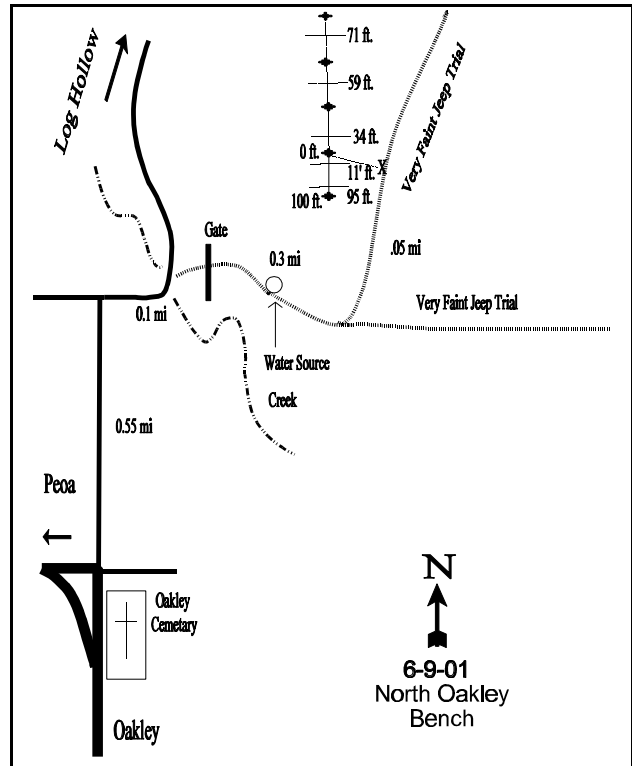 71 ft.
59 ft.
34 ft.
0 ft.
11' ft.
X
100 ft.
95 ft.
Log Hollow
Very Faint Jeep Trial
Gate
0.3 mi
.05 mi
0.1 mi
Very Faint Jeep Trial
Water Source
Creek
0.55 mi
Peoa
Oakley
Cemetary
Oakley
N
6-9-01
North Oakley
Bench